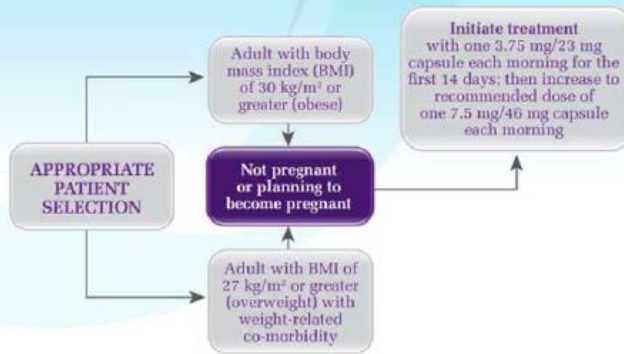 APPROPRIATE
PATIENT
SELECTION
Adult with body
mass index (BMI)
of 30 kg/m² or
greater (obese)
Not pregnant
or planning to
become pregnant
Adult with BMI of
27 kg/m² or greater
(overweight) with
weight-related
co-morbidity
Initiate treatment
with one 3.75 mg/23 mg
capsule each morning for the
first 14 days; then increase to
recommended dose of
one 7.5 mg/46 mg capsule
each morning